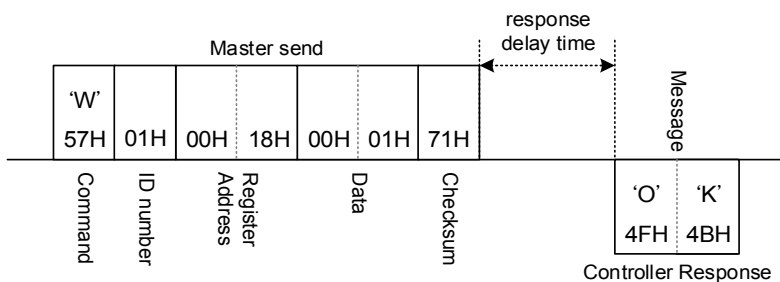 response
delay time
Master send
Message
'W'
57H 01H 00H 18H 00H 01H 71H
Command
ID number
Register
Address
Data
Checksum
'O' 'K'
4FH 4BH
Controller Response